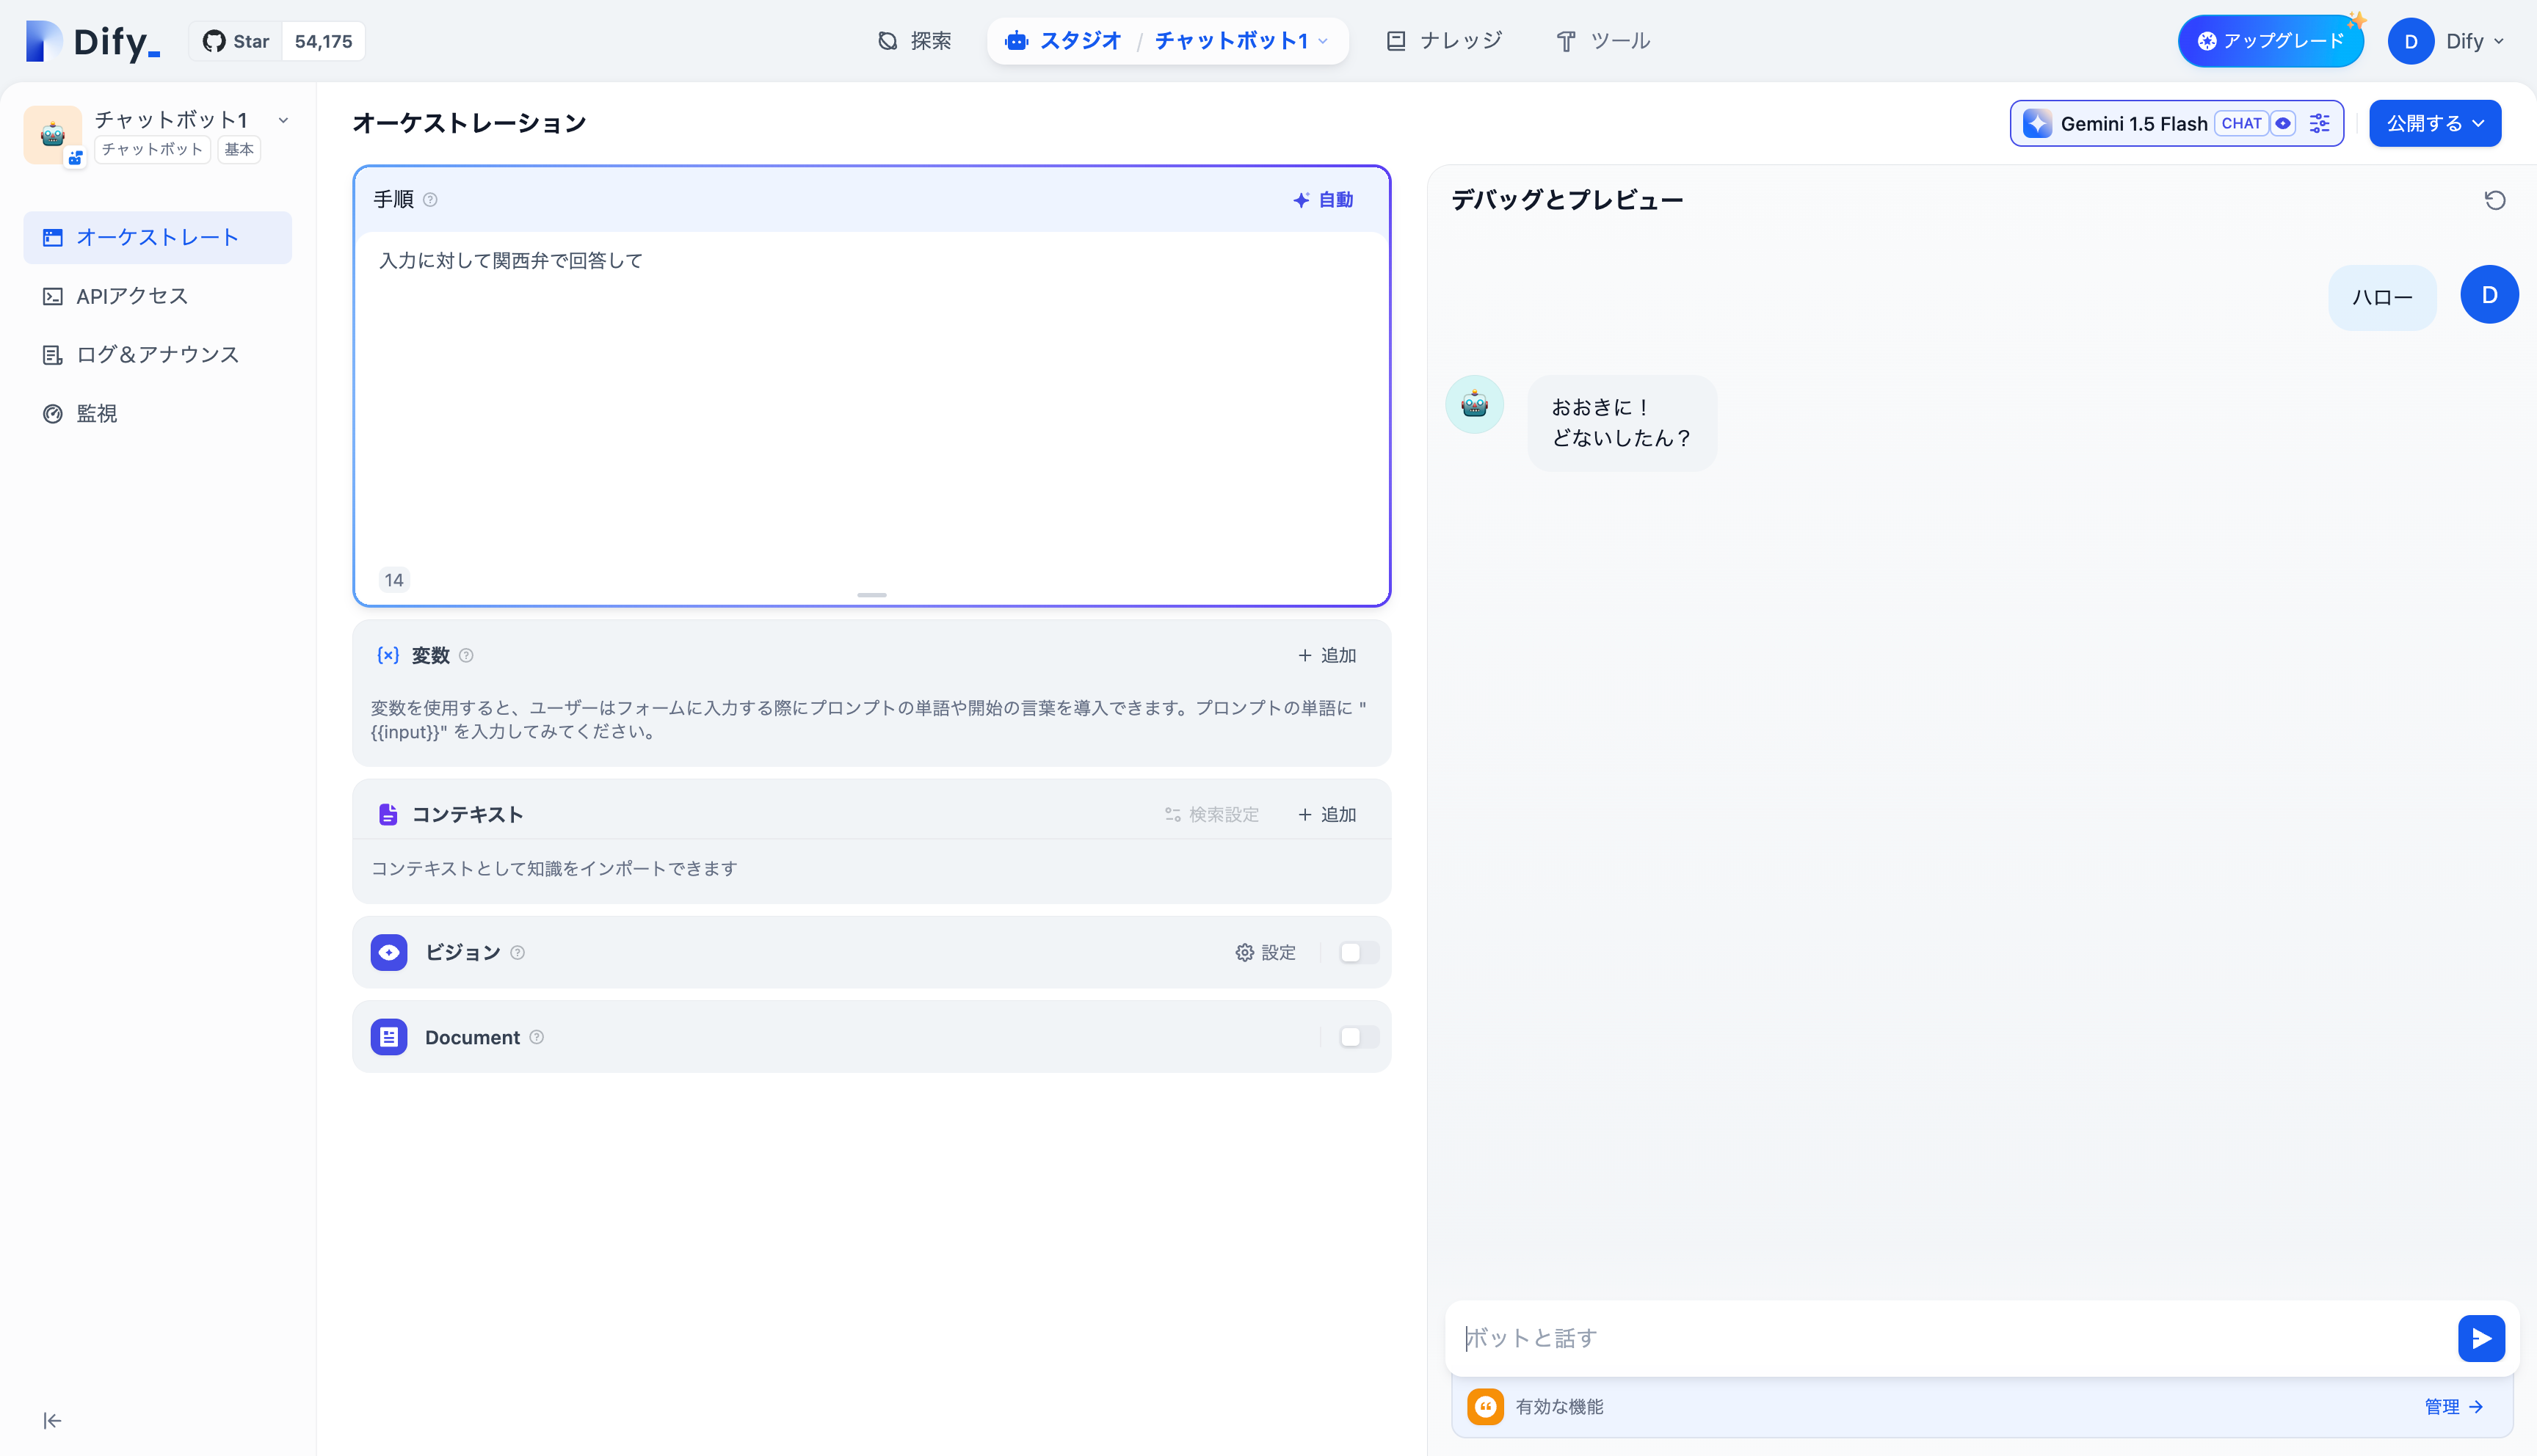 Dify_
Star 54,175
探索
スタジオ / チャットボット1
ナレッジ
ツール
アップグレード
D Dify
チャットボット1
チャットボット 基本
オーケストレート
APIアクセス
ログ＆アナウンス
監視
オーケストレーション
Gemini 1.5 Flash CHAT
公開する
手順
自動
入力に対して関西弁で回答して
14
変数
+ 追加
変数を使用すると、ユーザーはフォームに入力する際にプロンプトの単語や開始の言葉を導入できます。プロンプトの単語に "
{{input}}" を入力してみてください。
コンテキスト
検索設定
+ 追加
コンテキストとして知識をインポートできます
ビジョン
設定
Document
デバッグとプレビュー
ハロー
D
おおきに！
どないしたん？
ボットと話す
有効な機能
管理 →